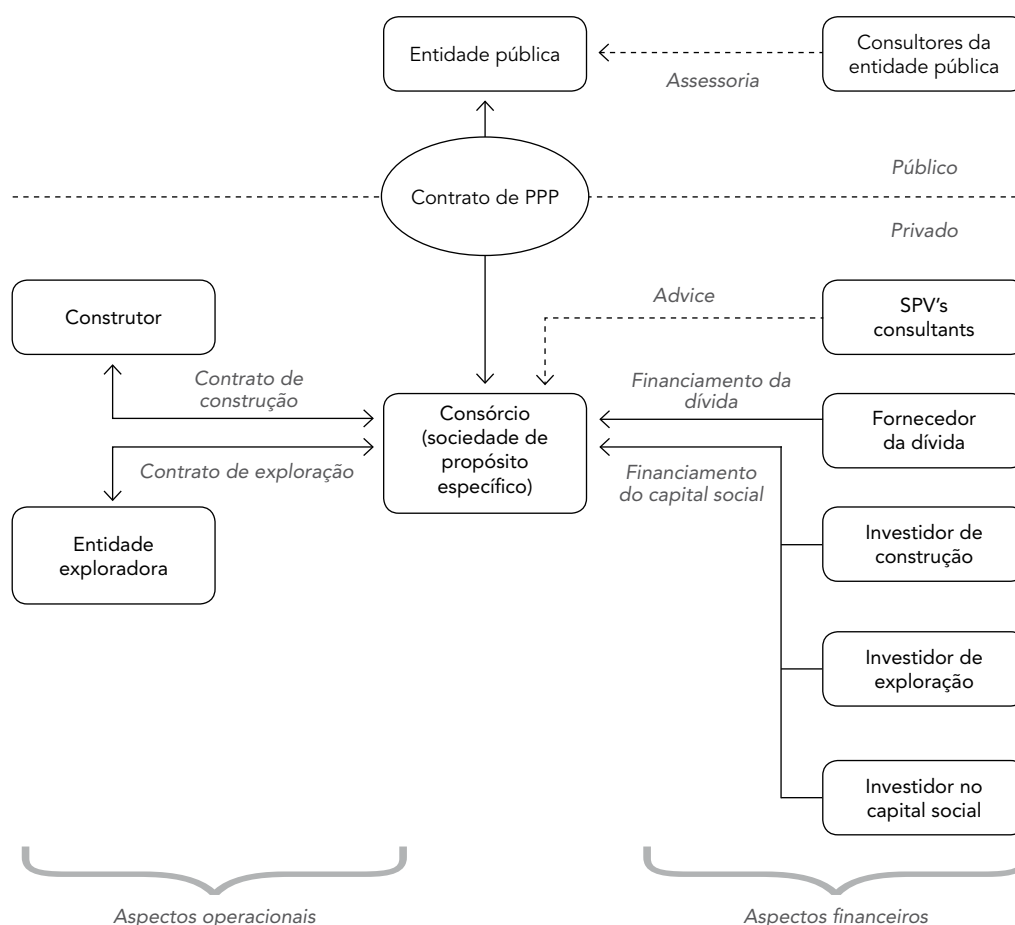 Entidade pública
Consultores da
entidade pública
Assessoria
Público
Contrato de PPP
Privado
Construtor
Advice
SPV's
consultants
Contrato de
construção
Financiamento da
dívida
Consórcio
(sociedade de
propósito
específico)
Fornecedor
da dívida
Contrato de exploração
Financiamento
do capital social
Entidade
exploradora
Investidor de
construção
Investidor de
exploração
Investidor no
capital social
Aspectos operacionais
Aspectos financeiros